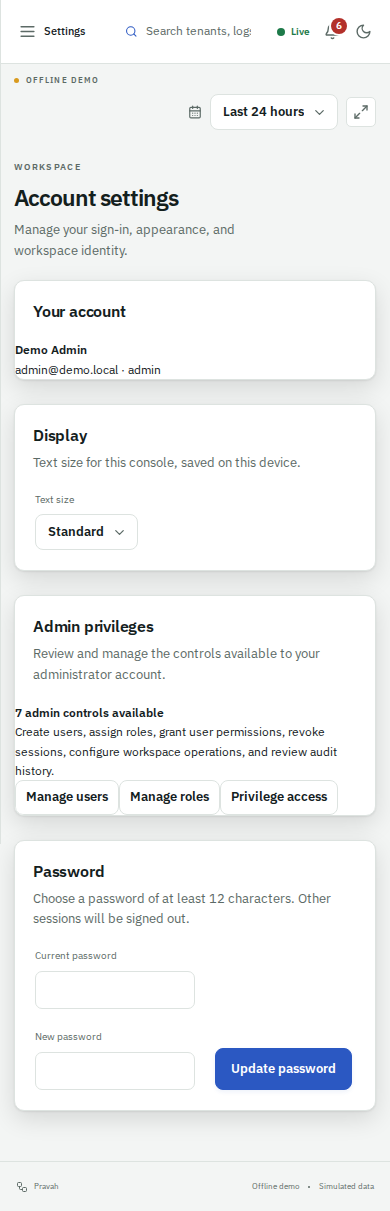 Settings
Search tenants, log
Live
6
OFFLINE DEMO
Last 24 hours
WORKSPACE
Account settings
Manage your sign-in, appearance, and
workspace identity.
Your account
Demo Admin
admin@demo.local · admin
Display
Text size for this console, saved on this device.
Text size
Standard
Admin privileges
Review and manage the controls available to your
administrator account.
7 admin controls available
Create users, assign roles, grant user permissions, revoke
sessions, configure workspace operations, and review audit
history.
Manage users Manage roles Privilege access
Password
Choose a password of at least 12 characters. Other
sessions will be signed out.
Current password
New password
Update password
Pravah
Offline demo • Simulated data